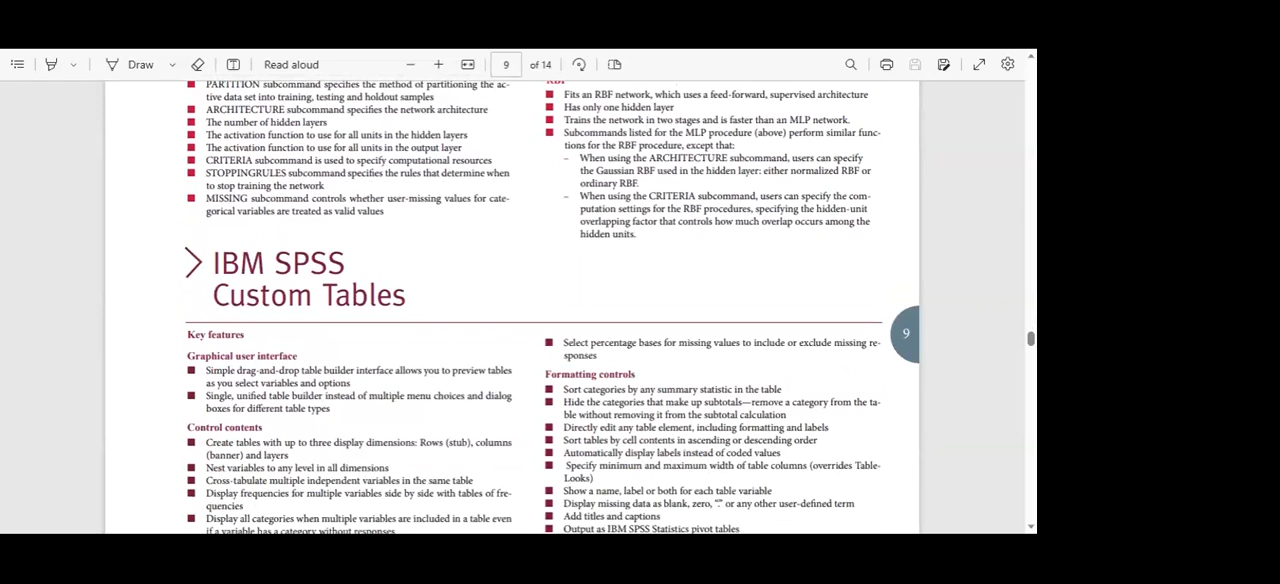 Draw
Read aloud
9
of 14
PARTITION subcommand specifies the method of partitioning the ac-
tive data set into training, testing and holdout samples
ARCHITECTURE subcommand specifies the network architecture
The number of hidden layers
The activation function to use for all units in the hidden layers
The activation function to use for all units in the output layer
CRITERIA subcommand is used to specify computational resources
STOPPINGRULES subcommand specifies the rules that determine when
to stop training the network
MISSING subcommand controls whether user-missing values for cate-
gorical variables are treated as valid values
RBF
Fits an RBF network, which uses a feed-forward, supervised architecture
Has only one hidden layer
Trains the network in two stages and is faster than an MLP network.
Subcommands listed for the MLP procedure (above) perform similar func-
tions for the RBF procedure, except that:
– When using the ARCHITECTURE subcommand, users can specify
the Gaussian RBF used in the hidden layer: either normalized RBF or
ordinary RBF.
– When using the CRITERIA subcommand, users can specify the com-
putation settings for the RBF procedures, specifying the hidden-unit
overlapping factor that controls how much overlap occurs among the
hidden units.
IBM SPSS
Custom Tables
9
Key features
Graphical user interface
Simple drag-and-drop table builder interface allows you to preview tables
as you select variables and options
Single, unified table builder instead of multiple menu choices and dialog
boxes for different table types
Control contents
Create tables with up to three display dimensions: Rows (stub), columns
(banner) and layers
Nest variables to any level in all dimensions
Cross-tabulate multiple independent variables in the same table
Display frequencies for multiple variables side by side with tables of fre-
quencies
Display all categories when multiple variables are included in a table even
if a variable has a category without responses
Select percentage bases for missing values to include or exclude missing re-
sponses
Formatting controls
Sort categories by any summary statistic in the table
Hide the categories that make up subtotals—remove a category from the ta-
ble without removing it from the subtotal calculation
Directly edit any table element, including formatting and labels
Sort tables by cell contents in ascending or descending order
Automatically display labels instead of coded values
Specify minimum and maximum width of table columns (overrides Table-
Looks)
Show a name, label or both for each table variable
Display missing data as blank, zero, "." or any other user-defined term
Add titles and captions
Output as IBM SPSS Statistics pivot tables